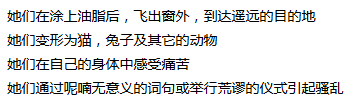 她们在涂上油脂后，飞出窗外，到达遥远的目的地
她们变形为猫，兔子及其它的动物
她们在自己的身体中感受痛苦
她们通过呢喃无意义的词句或举行荒谬的仪式引起骚乱